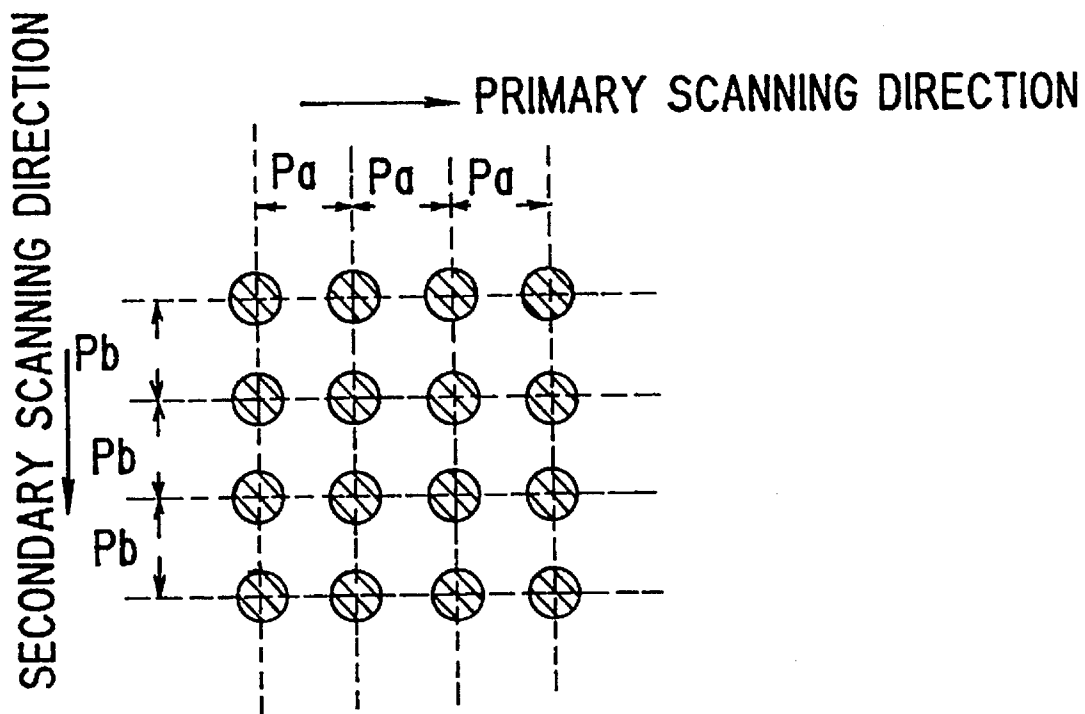 SECONDARY SCANNING DIRECTION
PRIMARY SCANNING DIRECTION
Pa
Pa
Pa
Pb
Pb
Pb